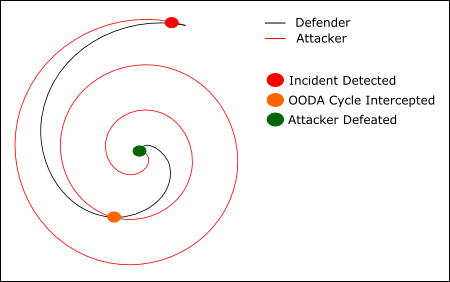 Defender
Attacker
Incident Detected
OODA Cycle Intercepted
Attacker Defeated